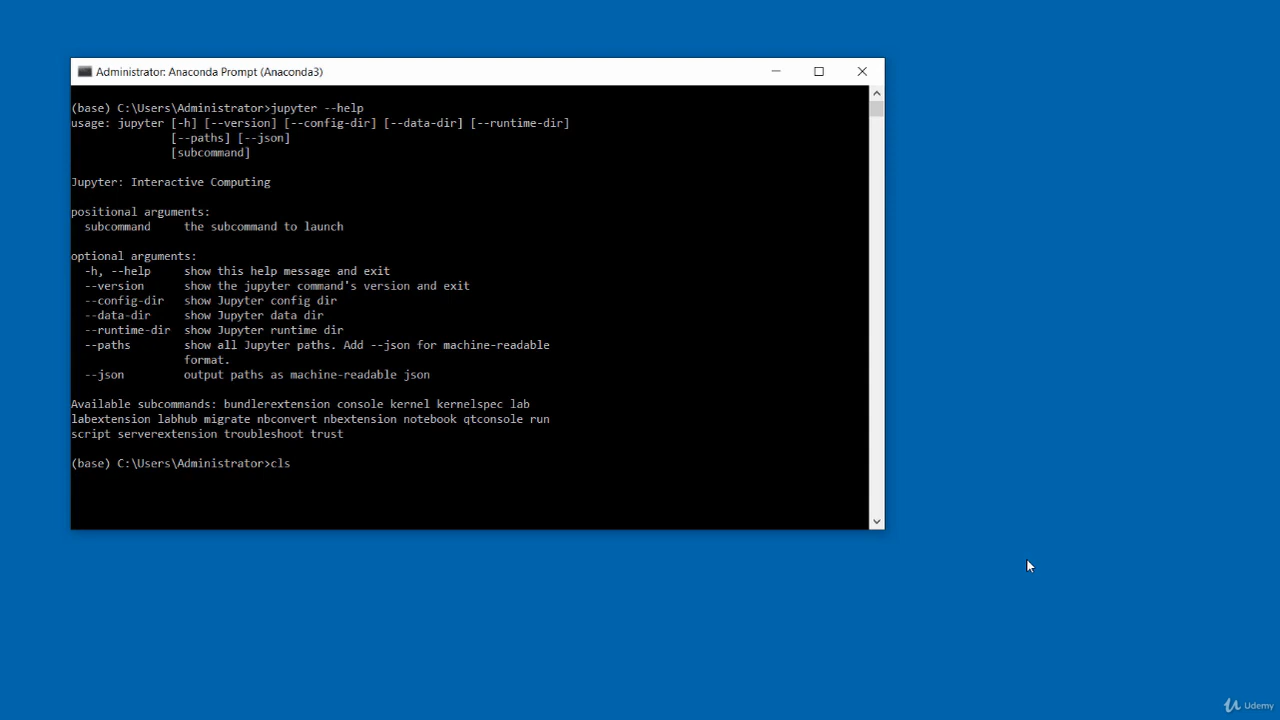 Administrator: Anaconda Prompt (Anaconda3)
(base) C:\Users\Administrator>jupyter --help
usage: jupyter [-h] [--version] [--config-dir] [--data-dir] [--runtime-dir]
               [--paths] [--json]
               [subcommand]
Jupyter: Interactive Computing
positional arguments:
  subcommand     the subcommand to launch
optional arguments:
  -h, --help     show this help message and exit
  --version      show the jupyter command's version and exit
  --config-dir   show Jupyter config dir
  --data-dir     show Jupyter data dir
  --runtime-dir  show Jupyter runtime dir
  --paths        show all Jupyter paths. Add --json for machine-readable
                 format.
  --json         output paths as machine-readable json
Available subcommands: bundlerextension console kernel kernelspec lab
labextension labhub migrate nbconvert nbextension notebook qtconsole run
script serverextension troubleshoot trust
(base) C:\Users\Administrator>cls
Udemy